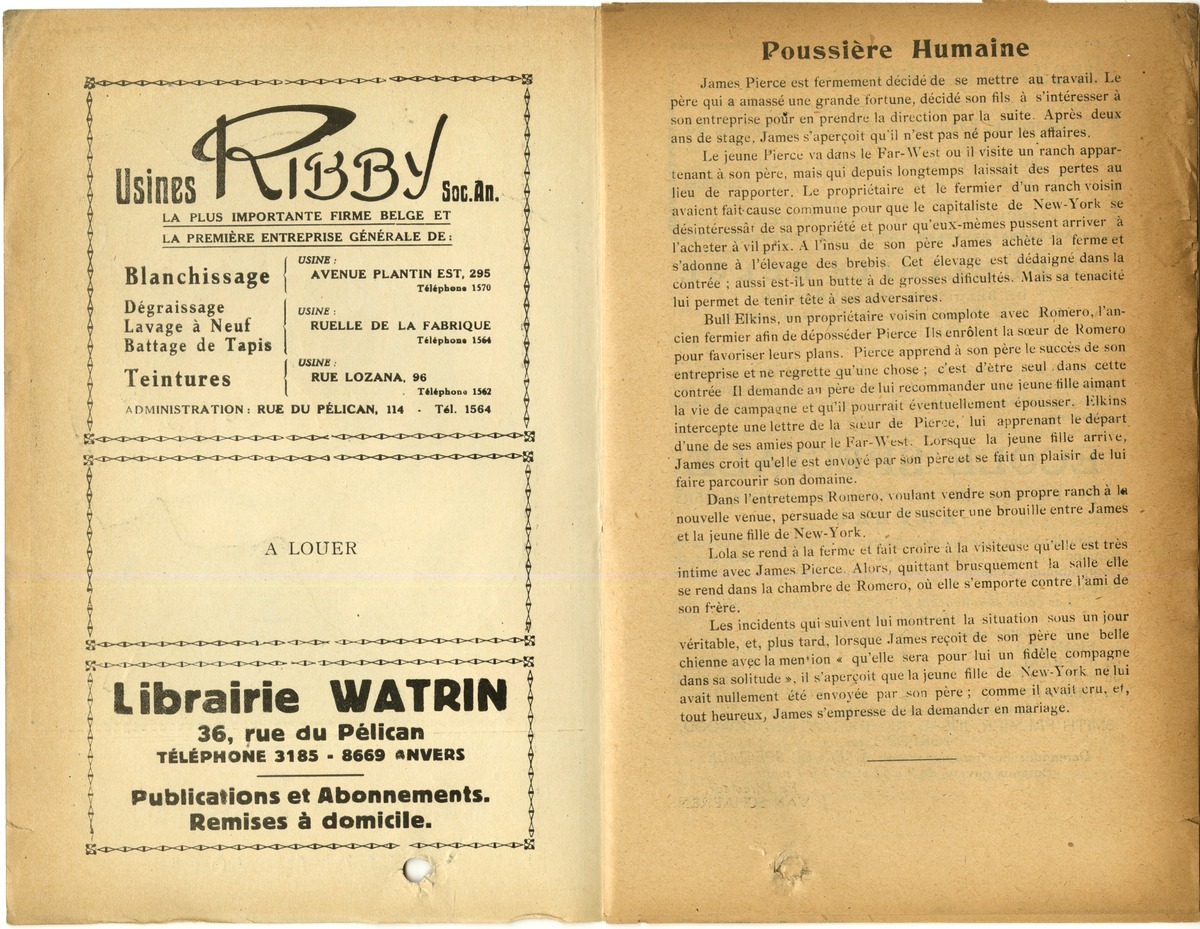 Usines RIBBY Soc.An.
LA PLUS IMPORTANTE FIRME BELGE ET
LA PREMIÈRE ENTREPRISE GÉNÉRALE DE :
Blanchissage
USINE :
AVENUE PLANTIN EST, 295
Téléphone 1570
Dégraissage
Lavage à Neuf
Battage de Tapis
USINE :
RUELLE DE LA FABRIQUE
Téléphone 1564
Teintures
USINE :
RUE LOZANA, 96
Téléphone 1562
ADMINISTRATION : RUE DU PÉLICAN, 114 - Tél. 1564
A LOUER
Librairie WATRIN
36, rue du Pélican
TÉLÉPHONE 3185 - 8669 ANVERS
Publications et Abonnements.
Remises à domicile.
Poussière Humaine
James Pierce est fermement décidé de se mettre au travail. Le
père qui a amassé une grande fortune, décidé son fils à s'intéresser à
son entreprise pour en prendre la direction par la suite. Après deux
ans de stage, James s'aperçoit qu'il n'est pas né pour les affaires.
Le jeune Pierce va dans le Far-West ou il visite un ranch appar-
tenant à son père, mais qui depuis longtemps laissait des pertes au
lieu de rapporter. Le propriétaire et le fermier d'un ranch voisin
avaient fait cause commune pour que le capitaliste de New-York se
désintéressât de sa propriété et pour qu'eux-mèmes pussent arriver à
l'acheter à vil prix. A l'insu de son père James achète la ferme et
s'adonne à l'élevage des brebis. Cet élevage est dédaigné dans la
contrée ; aussi est-il un butte à de grosses dificultés. Mais sa tenacité
lui permet de tenir tête à ses adversaires.
Bull Elkins, un propriétaire voisin complote avec Romero, l'an-
cien fermier afin de déposséder Pierce Ils enrôlent la sœur de Romero
pour favoriser leurs plans. Pierce apprend à son père le succès de son
entreprise et ne regrette qu'une chose ; c'est d'être seul dans cette
contrée Il demande au père de lui recommander une jeune fille aimant
la vie de campagne et qu'il pourrait éventuellement épousser. Elkins
intercepte une lettre de la sœur de Pierce, lui apprenant le départ
d'une de ses amies pour le Far-West. Lorsque la jeune fille arrive,
James croit qu'elle est envoyé par son père et se fait un plaisir de lui
faire parcourir son domaine.
Dans l'entretemps Romero, voulant vendre son propre ranch à la
nouvelle venue, persuade sa sœur de susciter une brouille entre James
et la jeune fille de New-York.
Lola se rend à la ferme et fait croire à la visiteuse qu'elle est très
intime avec James Pierce. Alors, quittant brusquement la salle elle
se rend dans la chambre de Romero, où elle s'emporte contre l'ami de
son frère.
Les incidents qui suivent lui montrent la situation sous un jour
véritable, et, plus tard, lorsque James reçoit de son père une belle
chienne avec la mention « qu'elle sera pour lui un fidèle compagne
dans sa solitude », il s'aperçoit que la jeune fille de New-York ne lui
avait nullement été envoyée par son père ; comme il avait cru, et,
tout heureux, James s'empresse de la demander en mariage.